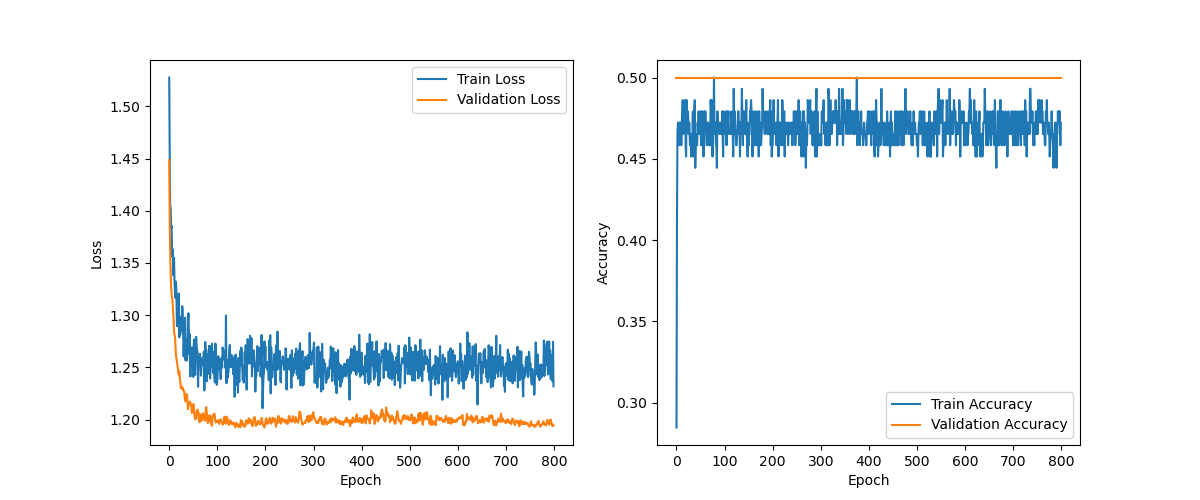 Train Loss
Validation Loss
1.50
1.45
1.40
1.35
1.30
1.25
1.20
Loss
0 100 200 300 400 500 600 700 800
Epoch
0.50
0.45
0.40
0.35
0.30
Accuracy
Train Accuracy
Validation Accuracy
0 100 200 300 400 500 600 700 800
Epoch